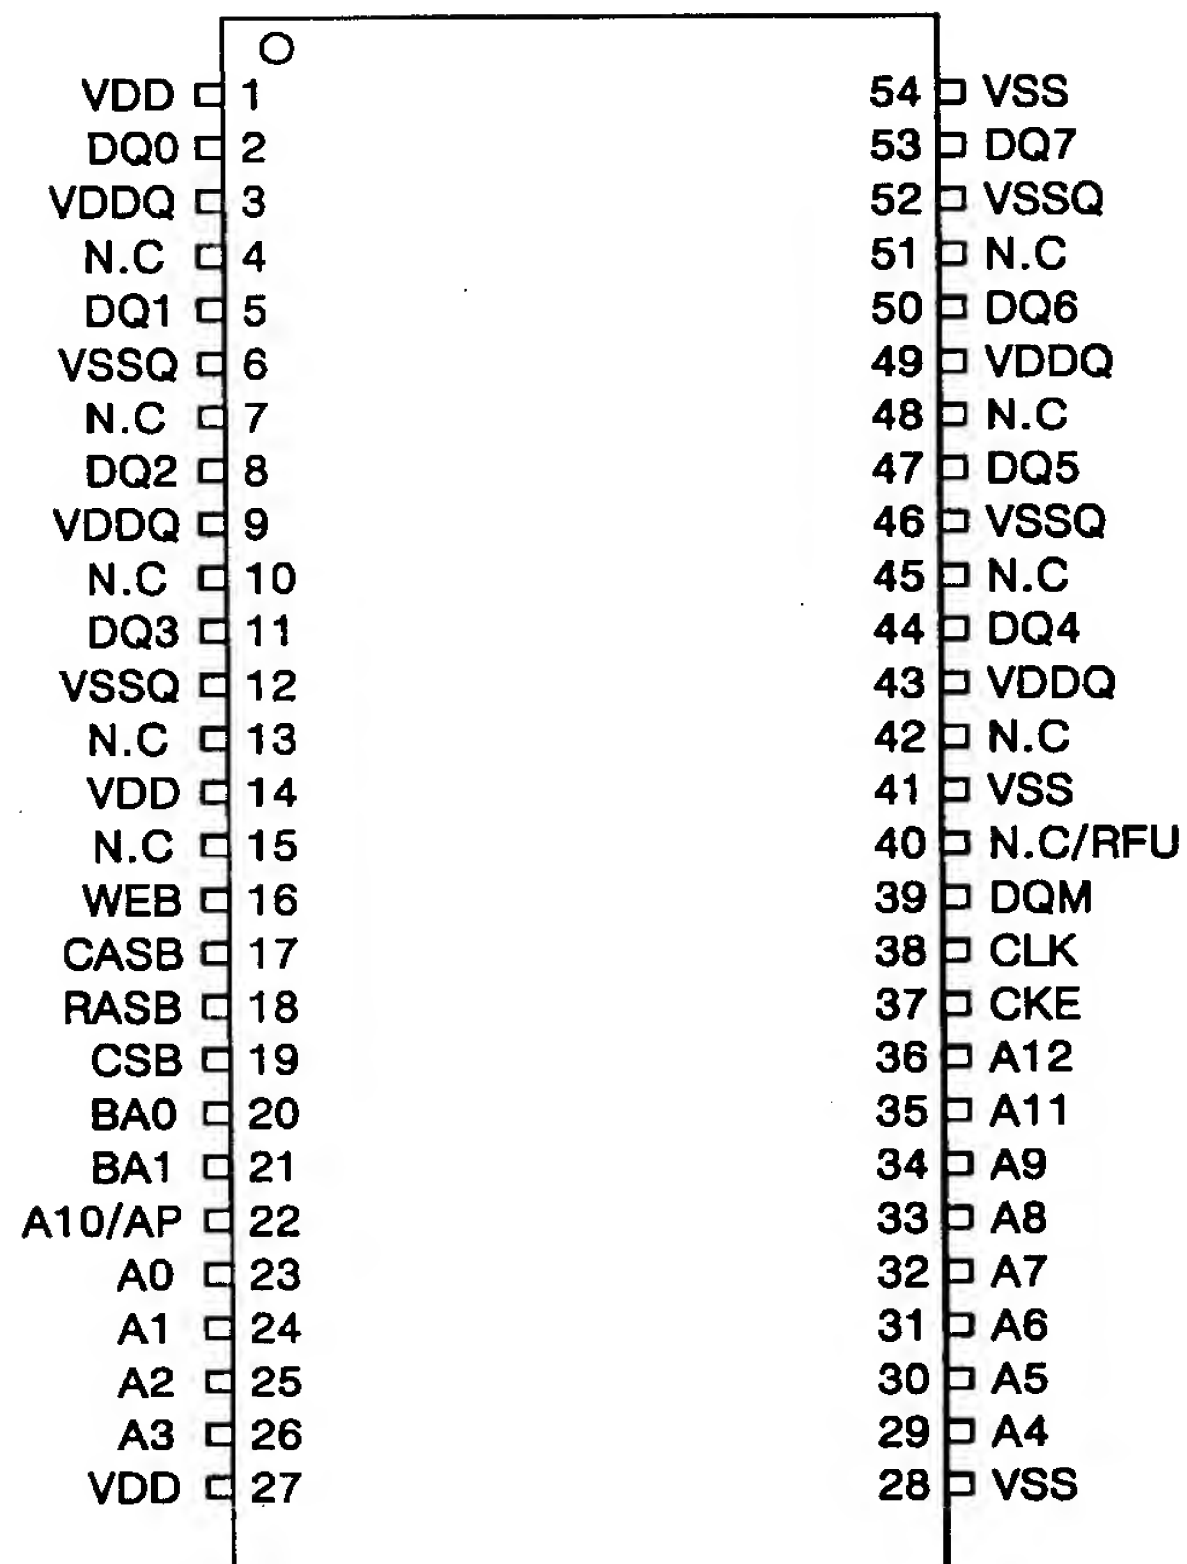 VDD 1 54 VSS
DQ0 2 53 DQ7
VDDQ 3 52 VSSQ
N.C 4 51 N.C
DQ1 5 50 DQ6
VSSQ 6 49 VDDQ
N.C 7 48 N.C
DQ2 8 47 DQ5
VDDQ 9 46 VSSQ
N.C 10 45 N.C
DQ3 11 44 DQ4
VSSQ 12 43 VDDQ
N.C 13 42 N.C
VDD 14 41 VSS
N.C 15 40 N.C/RFU
WEB 16 39 DQM
CASB 17 38 CLK
RASB 18 37 CKE
CSB 19 36 A12
BA0 20 35 A11
BA1 21 34 A9
A10/AP 22 33 A8
A0 23 32 A7
A1 24 31 A6
A2 25 30 A5
A3 26 29 A4
VDD 27 28 VSS